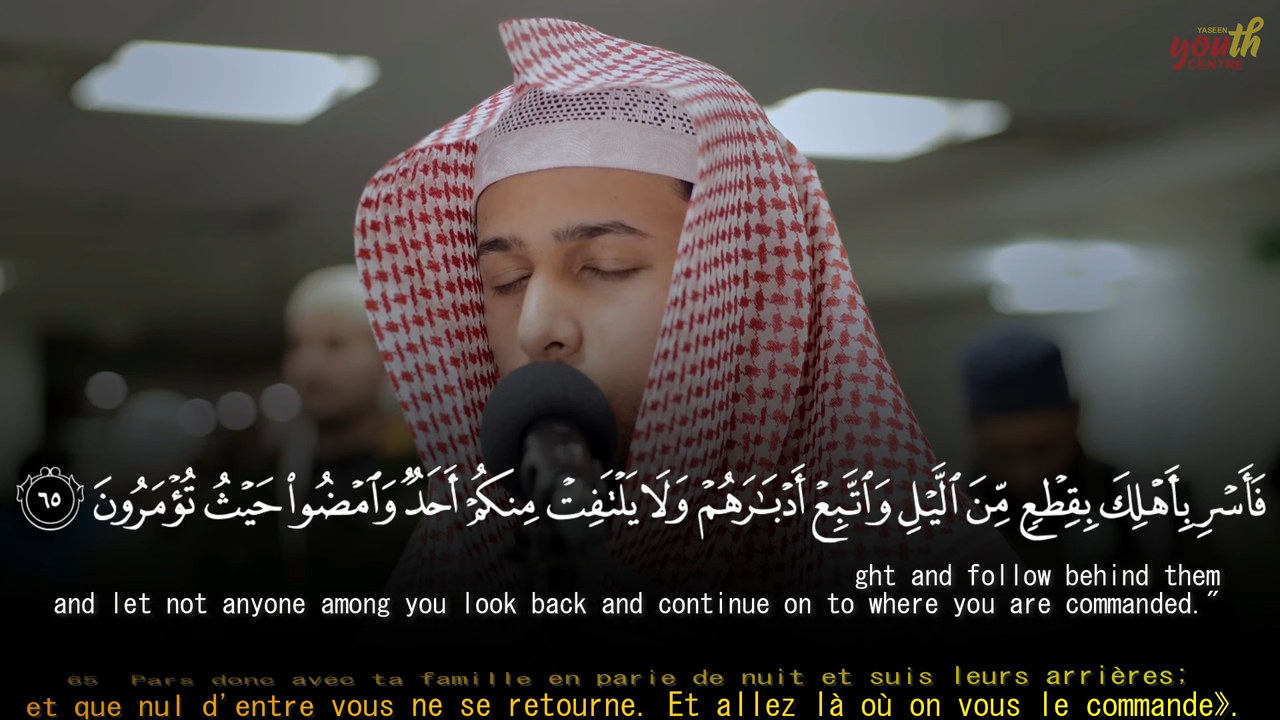 YASEEN
youth
CENTRE
فَأَسْرِ بِأَهْلِكَ بِقِطْعٍ مِّنَ ٱلَّيْلِ وَٱتَّبِعْ أَدْبَـٰرَهُمْ وَلَا يَلْتَفِتْ مِنكُمْ أَحَدٌ وَٱمْضُوا۟ حَيْثُ تُؤْمَرُونَ ٦٥
ght and follow behind them
and let not anyone among you look back and continue on to where you are commanded."
65 Pars donc avec ta famille en parie de nuit et suis leurs arrières;
et que nul d'entre vous ne se retourne. Et allez là où on vous le commande».